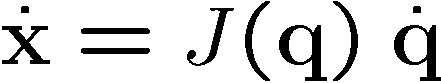 ẋ = J(q) q̇